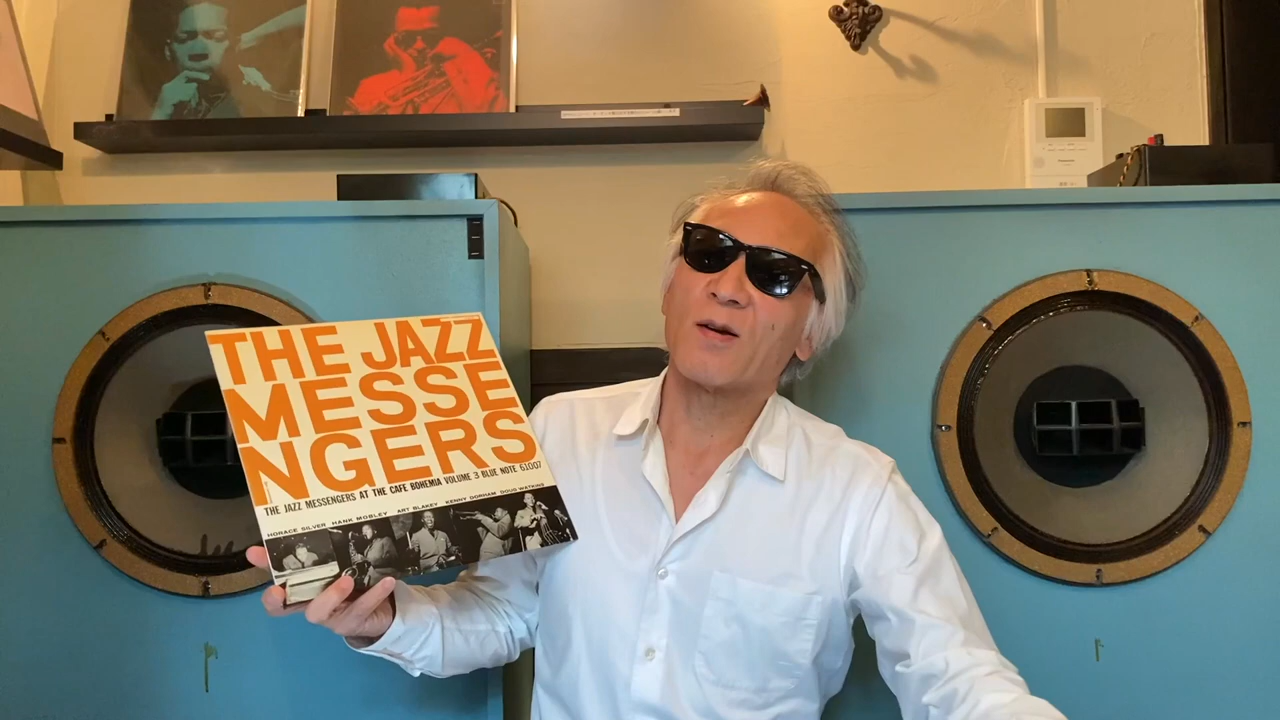 THE JAZZ
MESSE
NGERS
THE JAZZ MESSENGERS AT THE CAFE BOHEMIA VOLUME 3 BLUE NOTE 61007
HORACE SILVER HANK MOBLEY ART BLAKEY KENNY DORHAM DOUG WATKINS
Panasonic